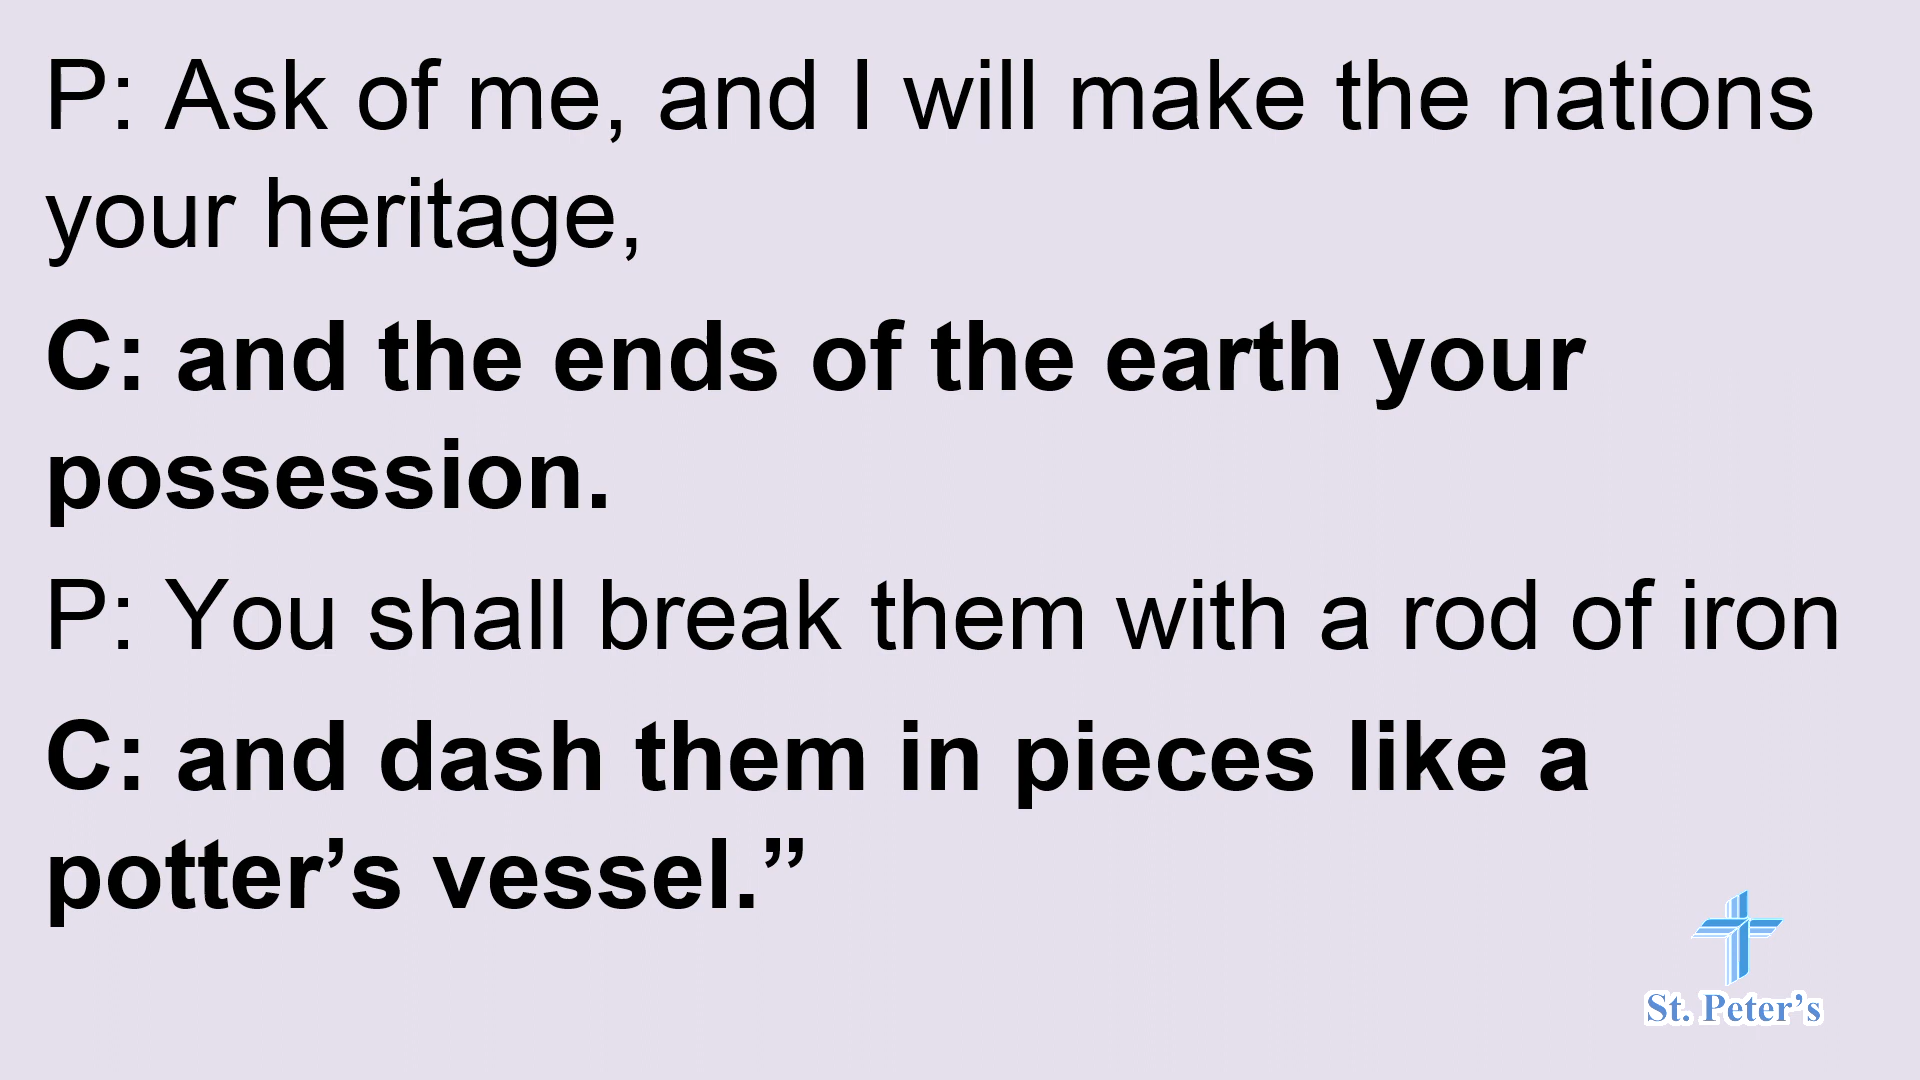 P: Ask of me, and I will make the nations
your heritage,
C: and the ends of the earth your
possession.
P: You shall break them with a rod of iron
C: and dash them in pieces like a
potter’s vessel.”
St. Peter’s